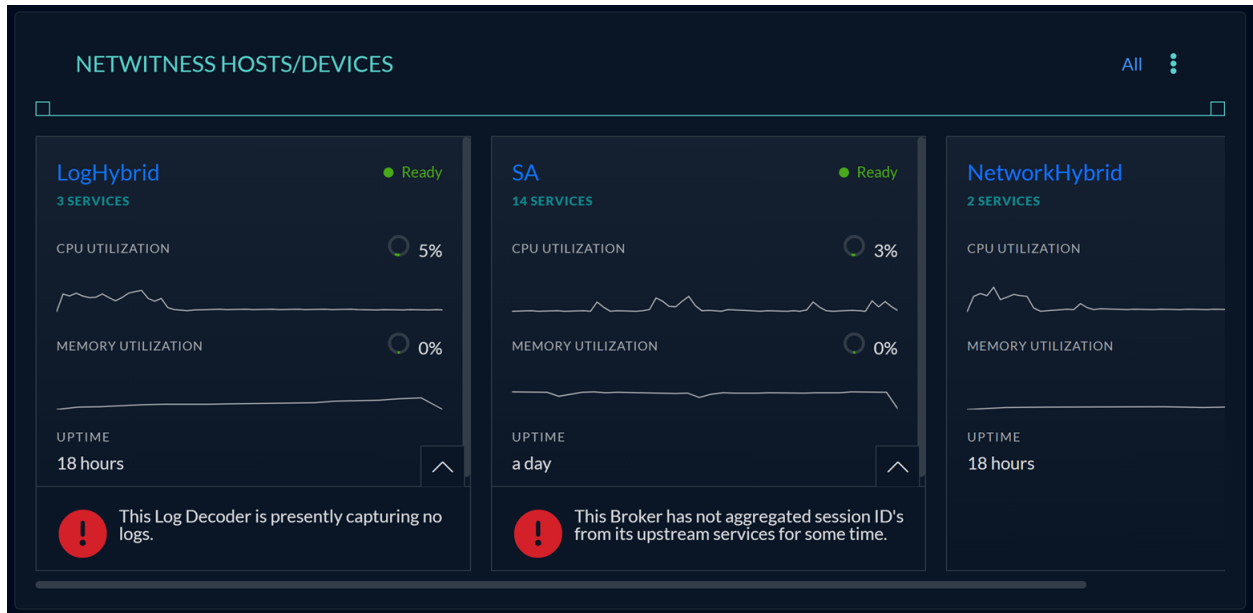 NETWITNESS HOSTS/DEVICES
All
LogHybrid
Ready
3 SERVICES
CPU UTILIZATION
5%
MEMORY UTILIZATION
0%
UPTIME
18 hours
This Log Decoder is presently capturing no
logs.
SA
Ready
14 SERVICES
CPU UTILIZATION
3%
MEMORY UTILIZATION
0%
UPTIME
a day
This Broker has not aggregated session ID's
from its upstream services for some time.
NetworkHybrid
2 SERVICES
CPU UTILIZATION
MEMORY UTILIZATION
UPTIME
18 hours